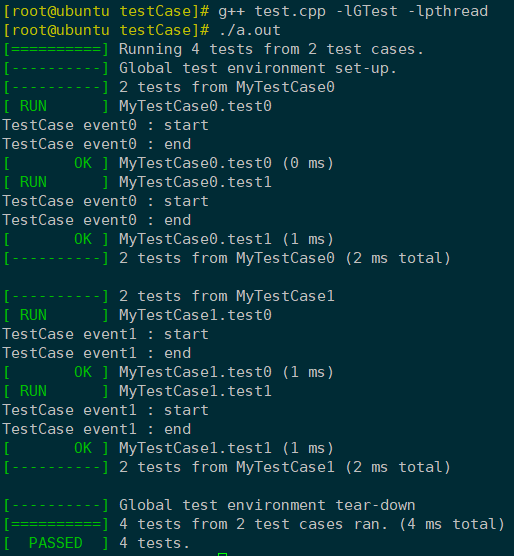 [root@ubuntu testCase]# g++ test.cpp -lGTest -lpthread
[root@ubuntu testCase]# ./a.out
[==========] Running 4 tests from 2 test cases.
[----------] Global test environment set-up.
[----------] 2 tests from MyTestCase0
[ RUN      ] MyTestCase0.test0
TestCase event0 : start
TestCase event0 : end
[       OK ] MyTestCase0.test0 (0 ms)
[ RUN      ] MyTestCase0.test1
TestCase event0 : start
TestCase event0 : end
[       OK ] MyTestCase0.test1 (1 ms)
[----------] 2 tests from MyTestCase0 (2 ms total)

[----------] 2 tests from MyTestCase1
[ RUN      ] MyTestCase1.test0
TestCase event1 : start
TestCase event1 : end
[       OK ] MyTestCase1.test0 (1 ms)
[ RUN      ] MyTestCase1.test1
TestCase event1 : start
TestCase event1 : end
[       OK ] MyTestCase1.test1 (1 ms)
[----------] 2 tests from MyTestCase1 (2 ms total)

[----------] Global test environment tear-down
[==========] 4 tests from 2 test cases ran. (4 ms total)
[  PASSED  ] 4 tests.